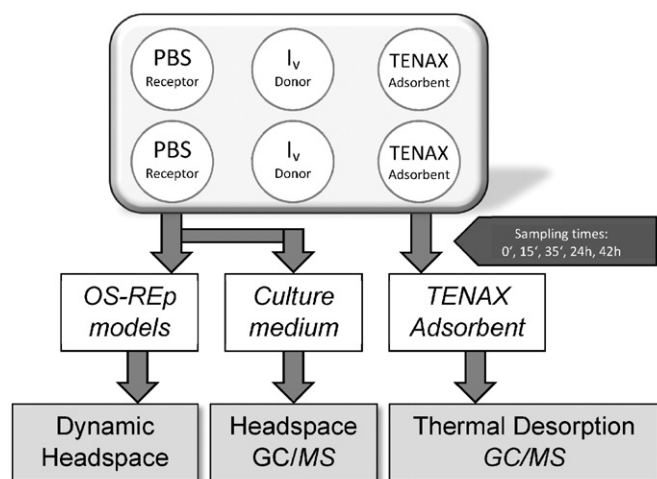 PBS
Receptor
Iv
Donor
TENAX
Adsorbent
PBS
Receptor
Iv
Donor
TENAX
Adsorbent
Sampling times:
0‘, 15‘, 35‘, 24h, 42h
OS-REp
models
Culture
medium
TENAX
Adsorbent
Dynamic
Headspace
Headspace
GC/MS
Thermal Desorption
GC/MS